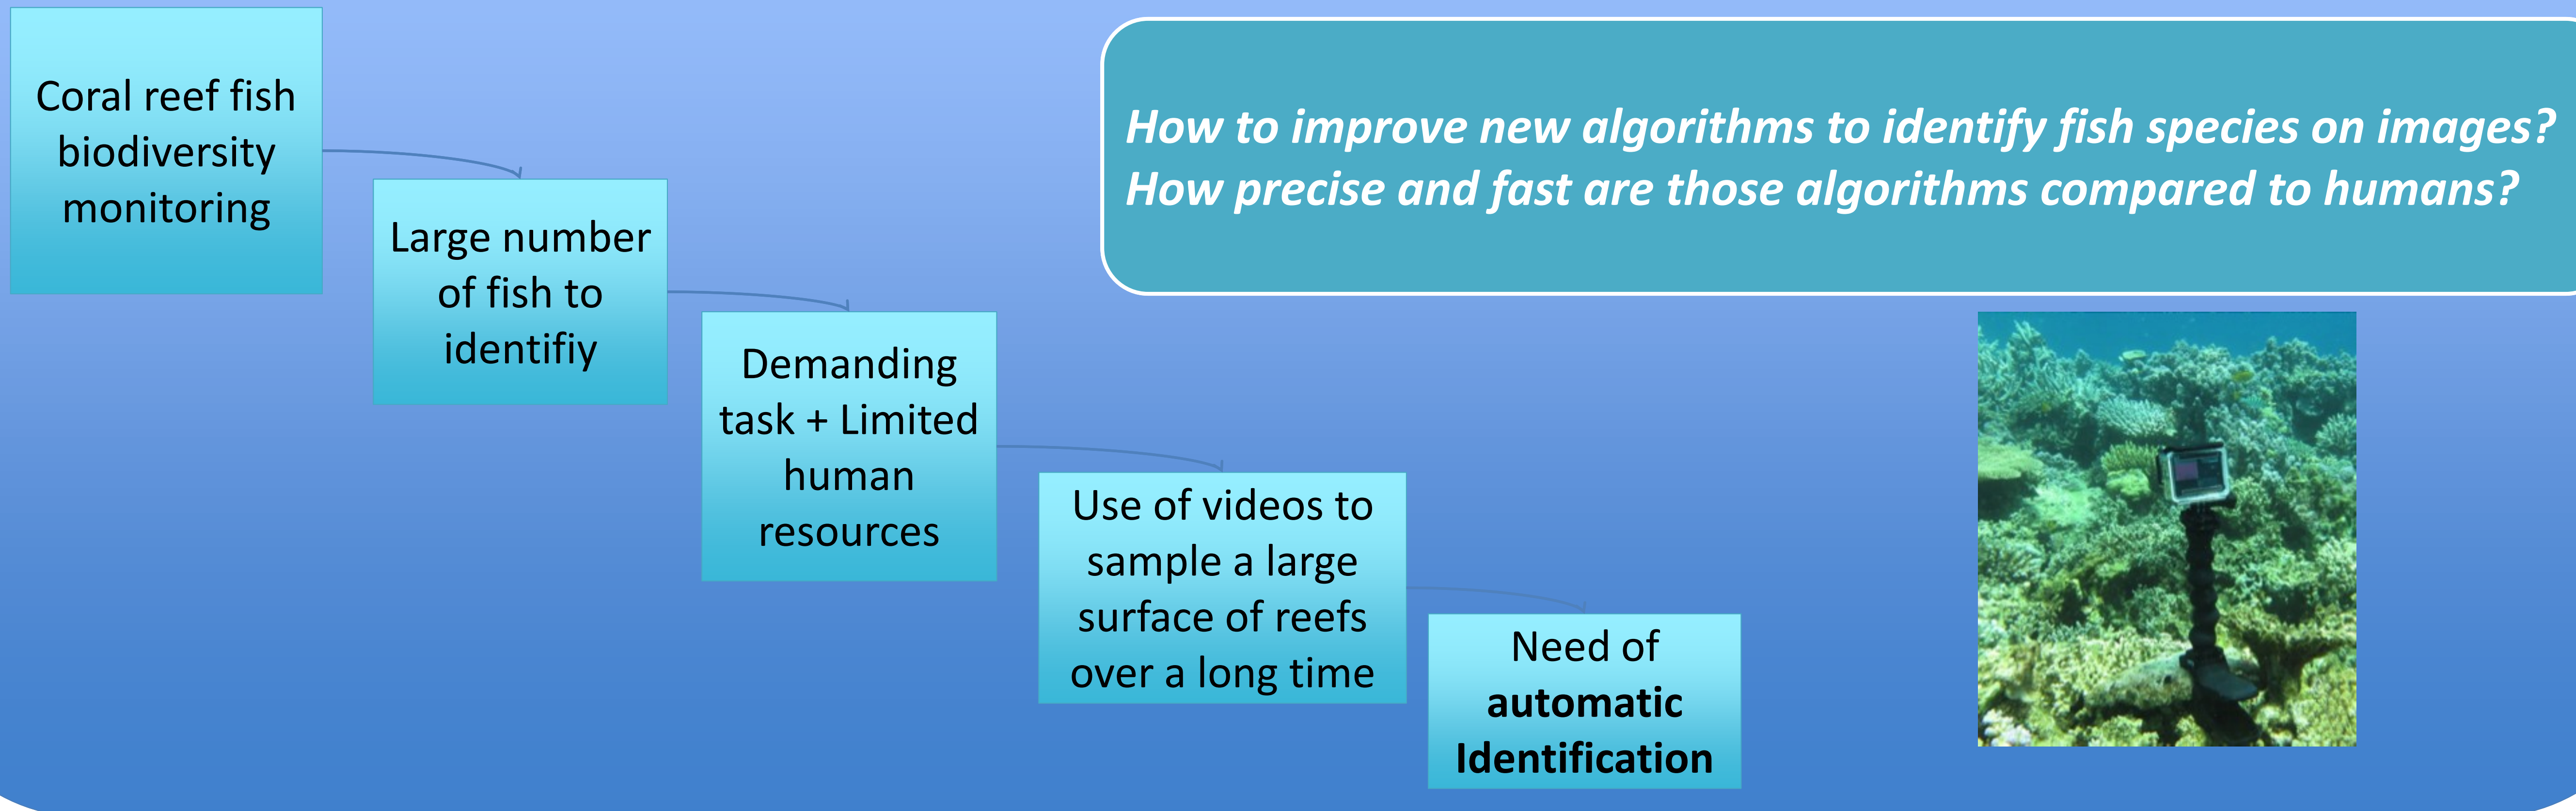 Coral reef fish
biodiversity
monitoring
Large number
of fish to
identifiy
Demanding
task + Limited
human
resources
Use of videos to
sample a large
surface of reefs
over a long time
Need of
automatic
Identification
How to improve new algorithms to identify fish species on images?
How precise and fast are those algorithms compared to humans?